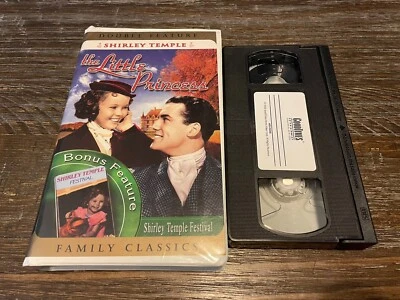 DOUBLE FEATURE
SHIRLEY TEMPLE
the Little
Princess
Bonus Feature
SHIRLEY TEMPLE
FESTIVAL
Shirley Temple Festival
FAMILY CLASSICS